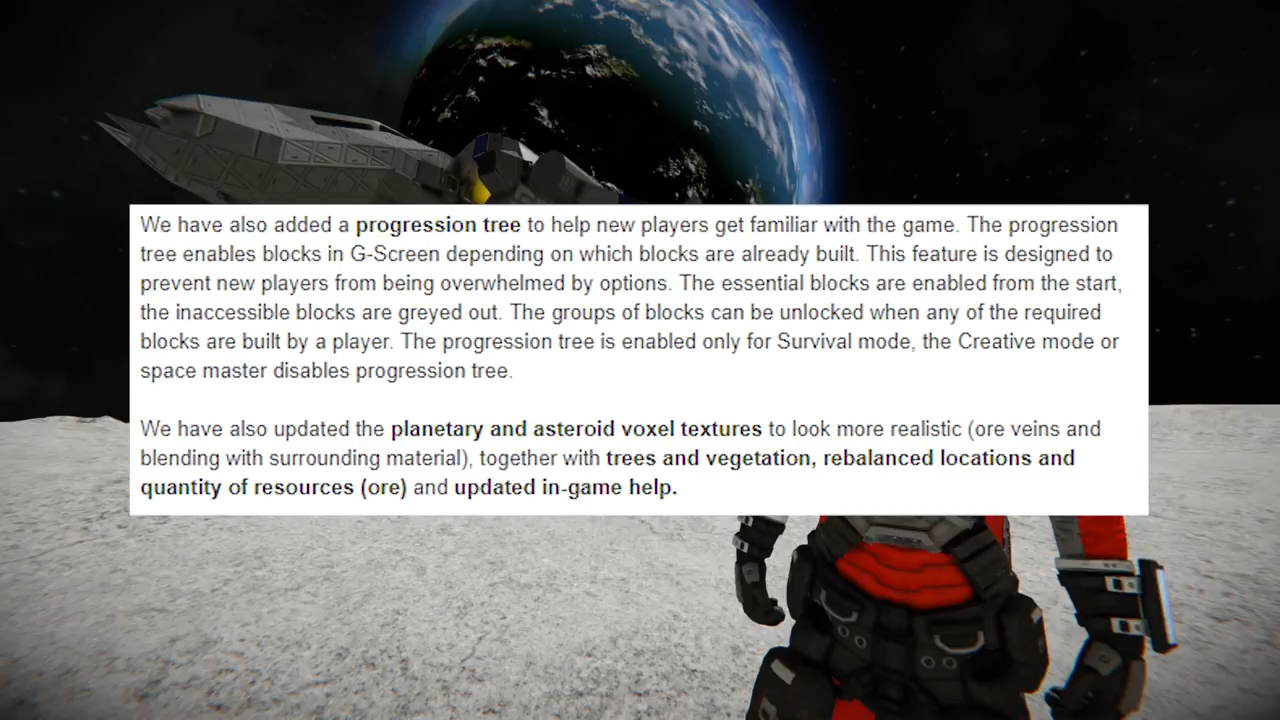 We have also added a progression tree to help new players get familiar with the game. The progression
tree enables blocks in G-Screen depending on which blocks are already built. This feature is designed to
prevent new players from being overwhelmed by options. The essential blocks are enabled from the start,
the inaccessible blocks are greyed out. The groups of blocks can be unlocked when any of the required
blocks are built by a player. The progression tree is enabled only for Survival mode, the Creative mode or
space master disables progression tree.
We have also updated the planetary and asteroid voxel textures to look more realistic (ore veins and
blending with surrounding material), together with trees and vegetation, rebalanced locations and
quantity of resources (ore) and updated in-game help.